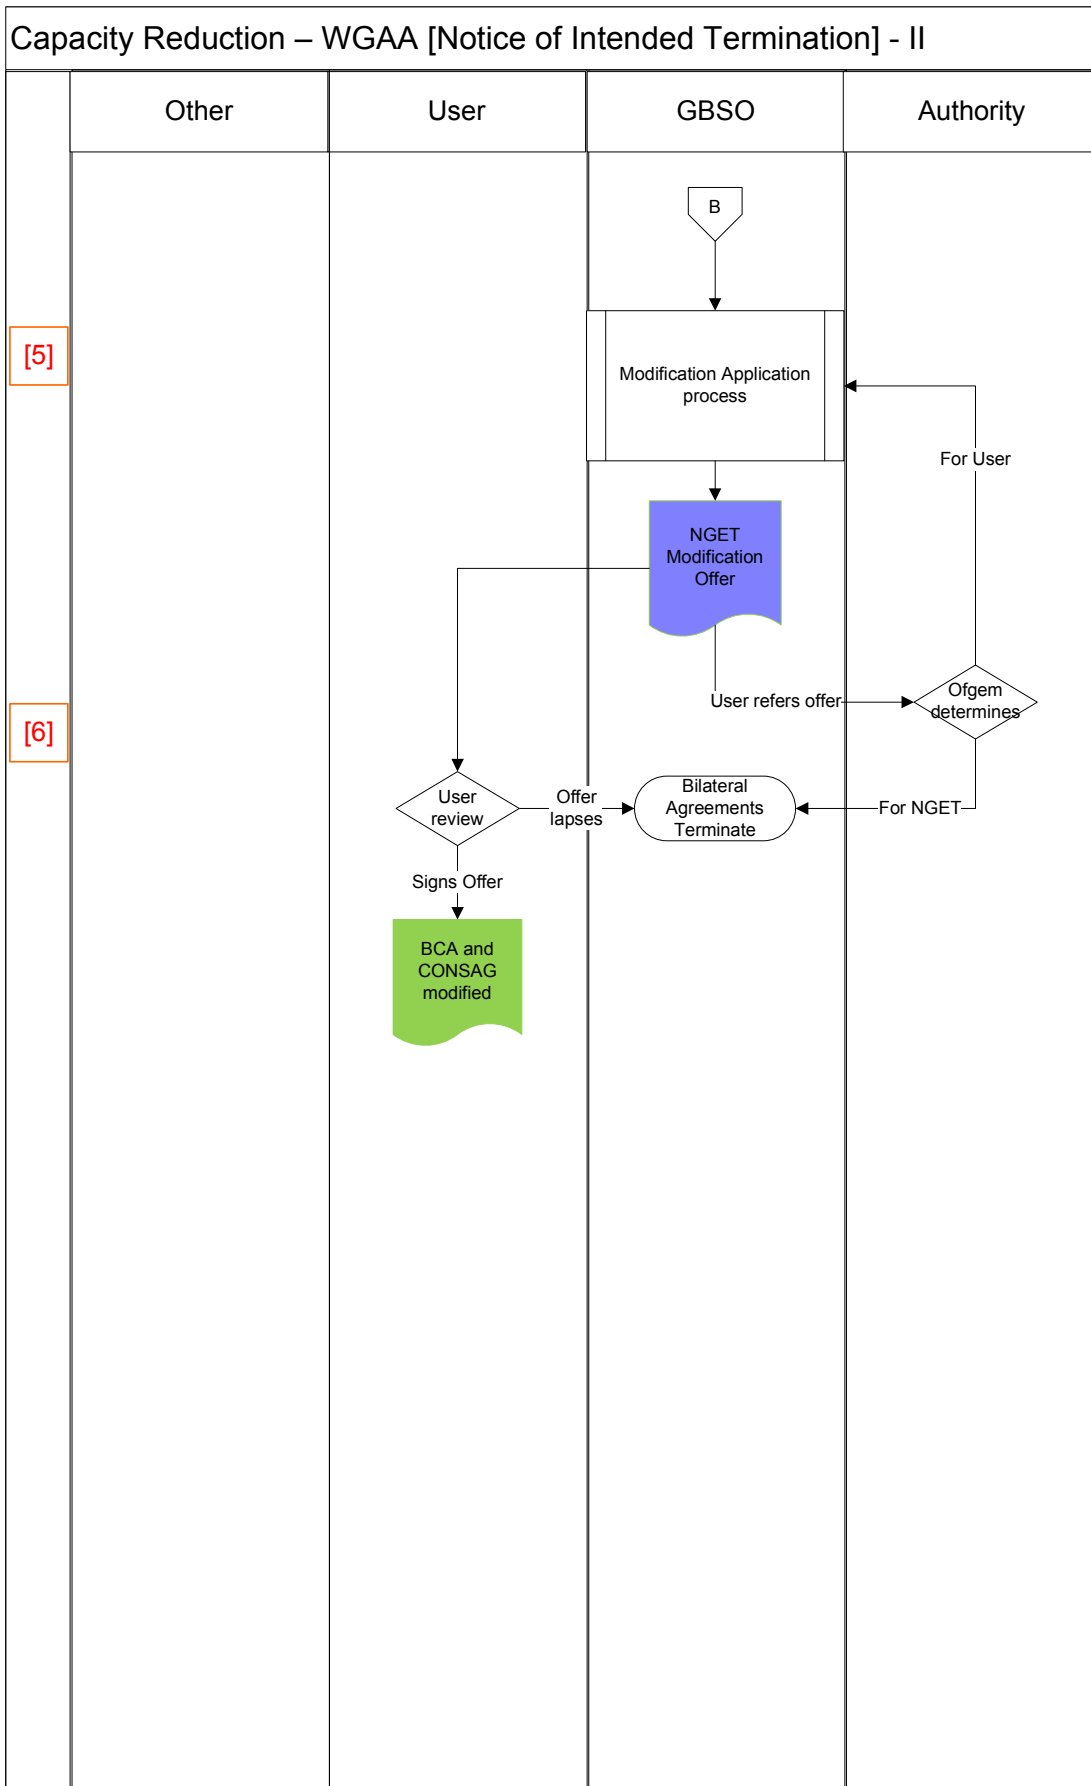 Capacity Reduction – WGAA [Notice of Intended Termination] - II
Other
User
GBSO
Authority
B
[5]
Modification Application
process
For User
NGET
Modification
Offer
User refers offer
Ofgem
determines
[6]
User
review
Offer
lapses
Bilateral
Agreements
Terminate
For NGET
Signs Offer
BCA and
CONSAG
modified